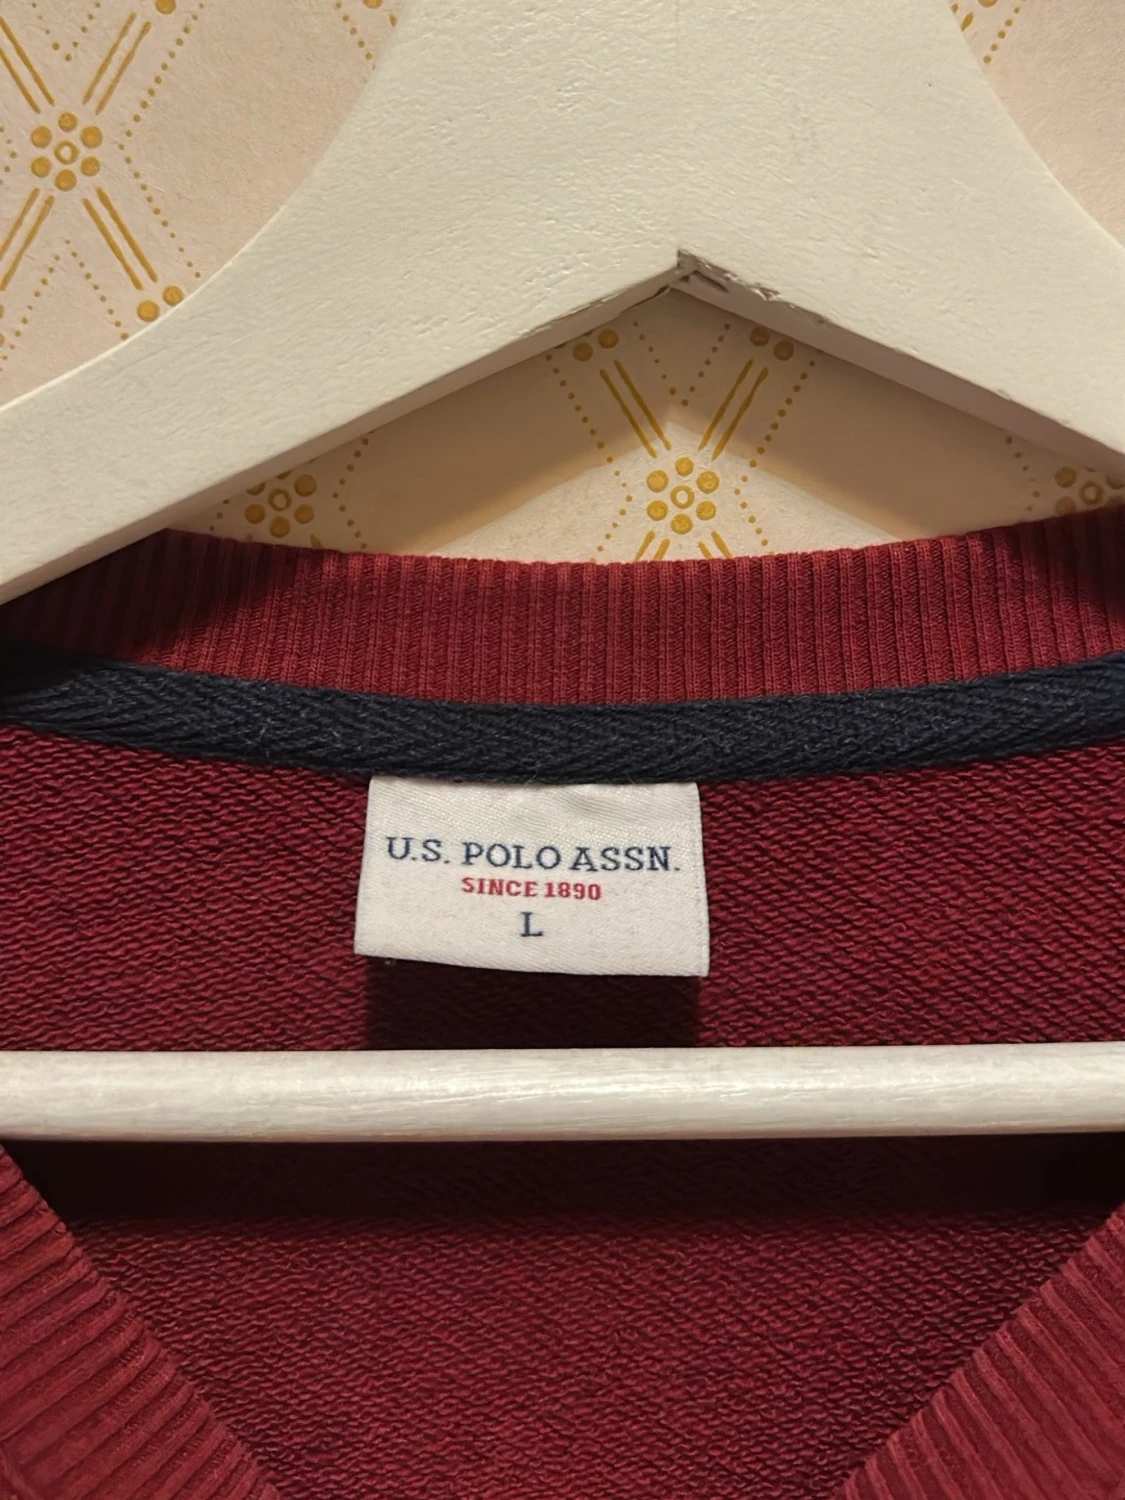 U.S. POLO ASSN.
SINCE 1890
L